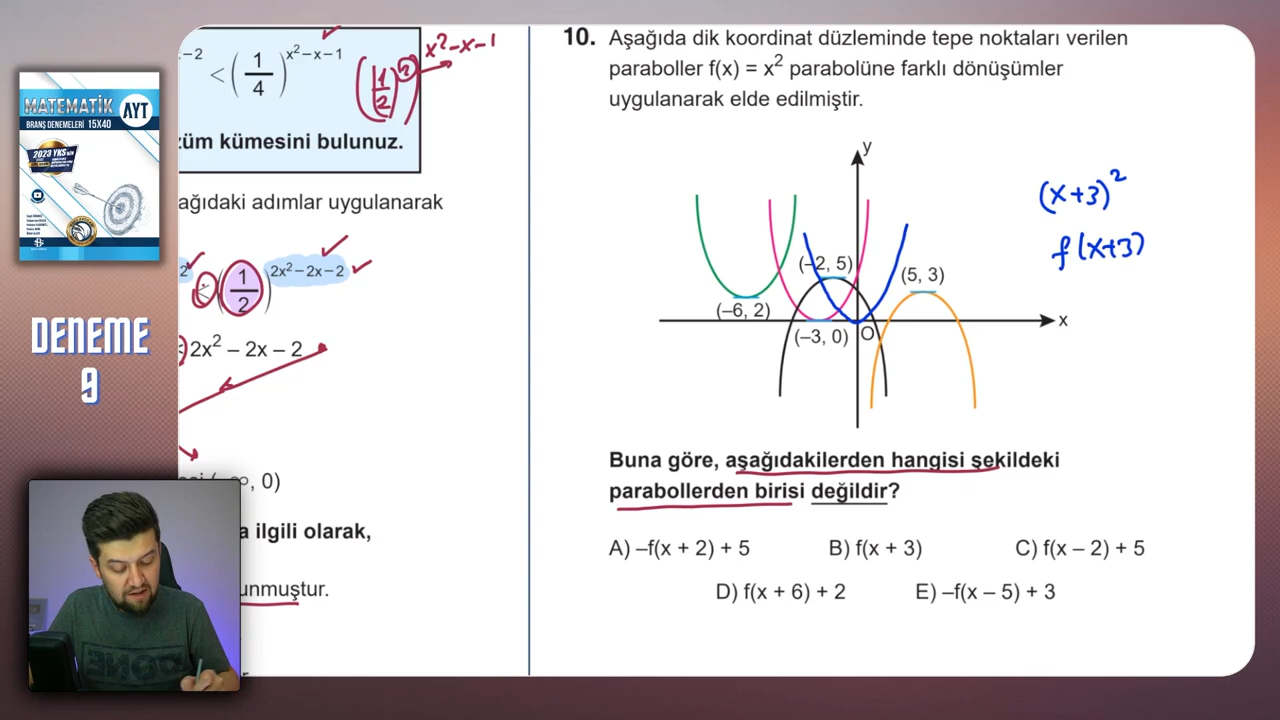 MATEMATİK AYT
BRANŞ DENEMELERİ 15X40
2023 YKS'NİN
DENEME
9
x–2 < (1/4)^x²–x–1
(1/2)^2 x²–x–1
züm kümesini bulunuz.
ağıdaki adımlar uygulanarak
2 < (1/2)^2x²–2x–2
2x² – 2x – 2
, 0)
a ilgili olarak,
unmuştur.
10. Aşağıda dik koordinat düzleminde tepe noktaları verilen
paraboller f(x) = x² parabolüne farklı dönüşümler
uygulanarak elde edilmiştir.
y
(x+3)²
f(x+3)
(–2, 5)
(5, 3)
(–6, 2)
x
(–3, 0)
O
Buna göre, aşağıdakilerden hangisi şekildeki
parabollerden birisi değildir?
A) –f(x + 2) + 5 B) f(x + 3) C) f(x – 2) + 5
D) f(x + 6) + 2 E) –f(x – 5) + 3